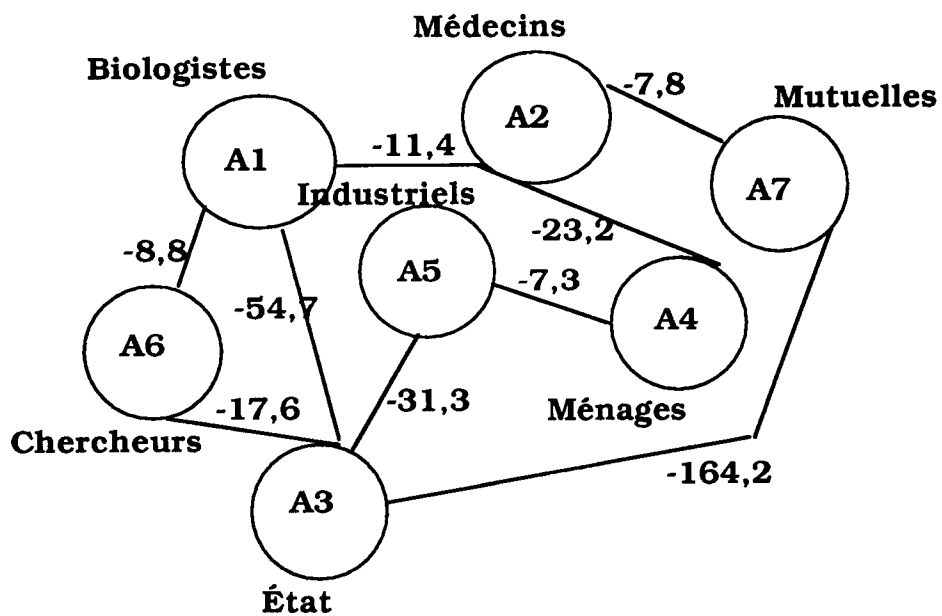 Médecins
Biologistes
-7,8
Mutuelles
A2
-11,4
A1
A7
Industriels
-23,2
-8,8
A5
-7,3
-54,7
A4
A6
-31,3
-17,6
Ménages
Chercheurs
-164,2
A3
État